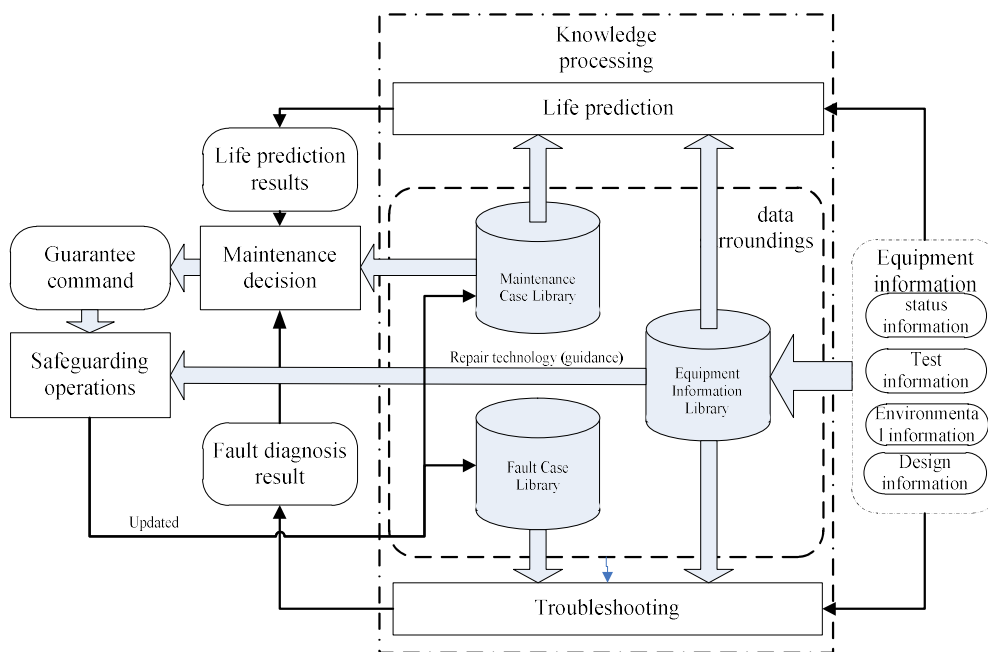 Knowledge
processing
Life prediction
Life prediction
results
data
rroundings
Guarantee
command
Maintenance
decision
Maintenance
Case Library
Equipment
information
status
information
Test
information
Environmenta
l information
Design
information
Safeguarding
operations
Repair technology (guidance)
Equipment
Information
Library
Fault diagnosis
result
Fault Case
Library
Updated
Troubleshooting